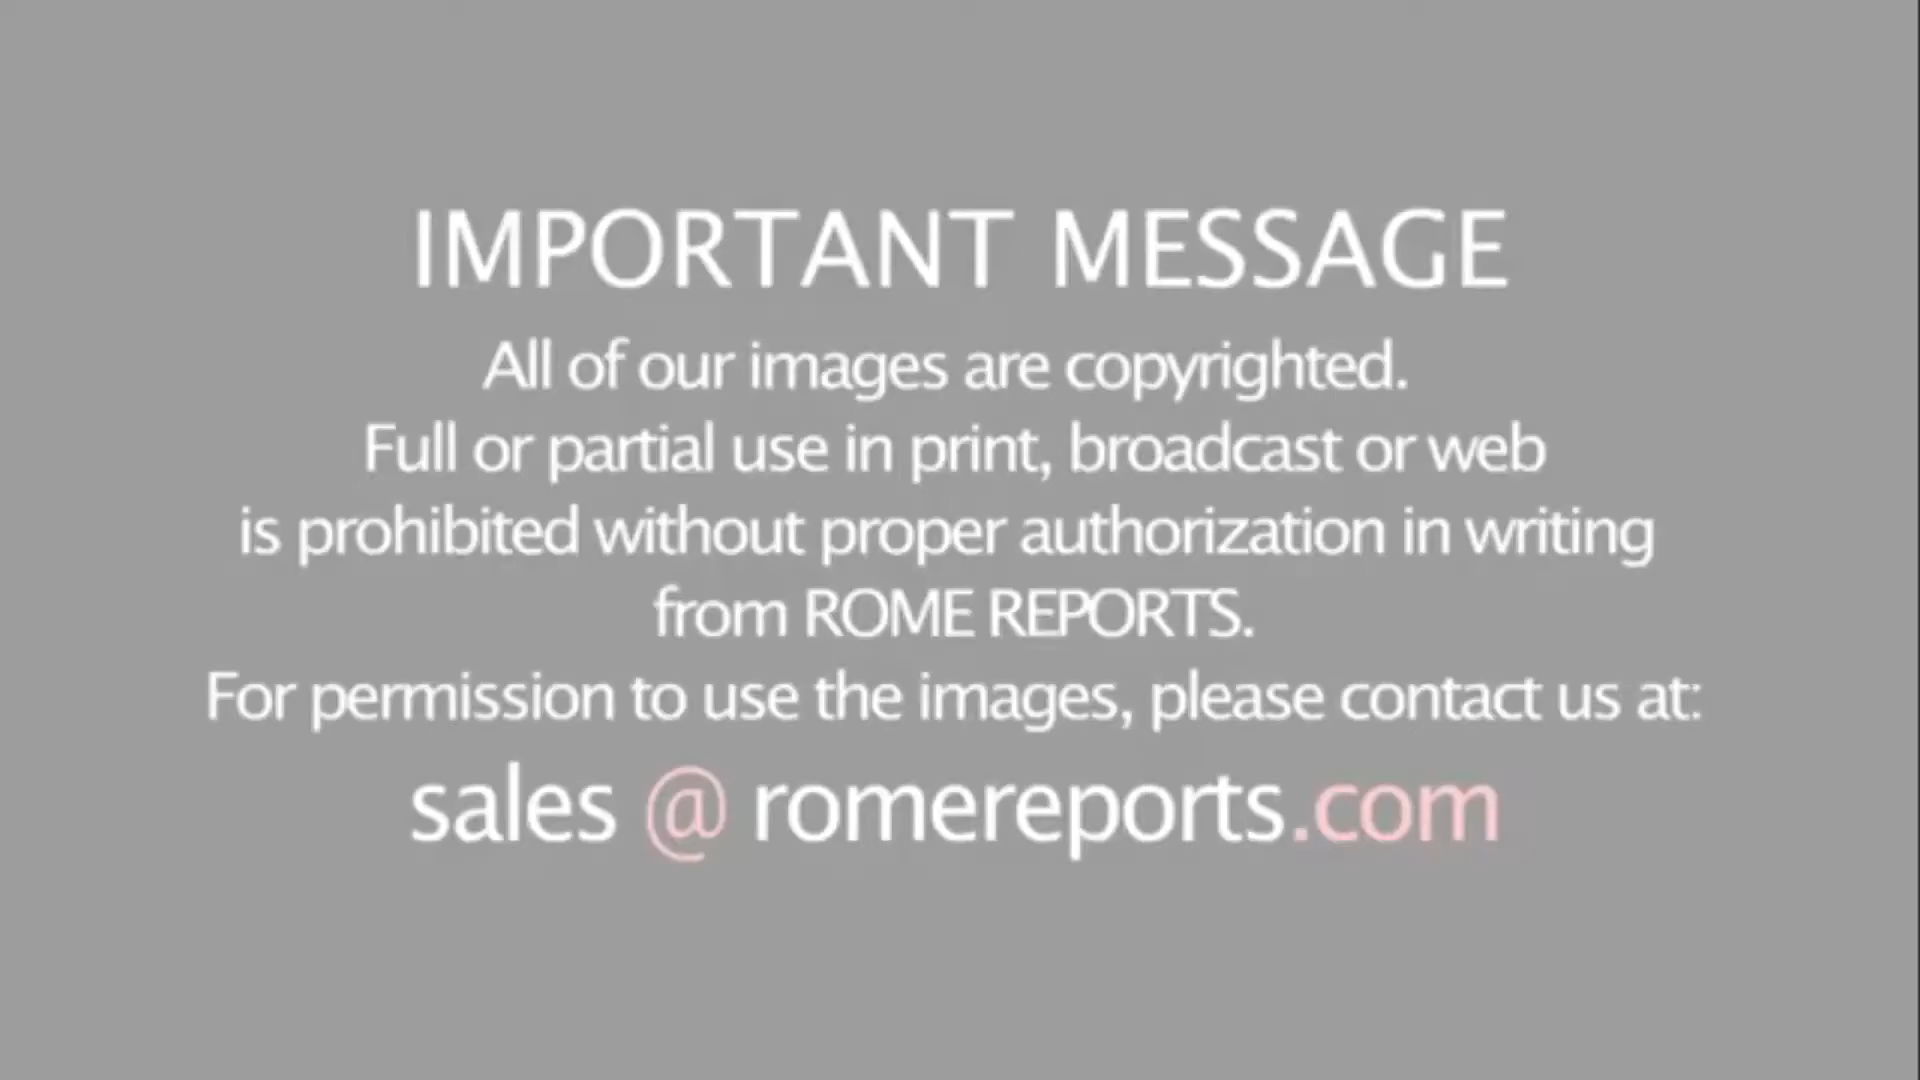 IMPORTANT MESSAGE
All of our images are copyrighted.
Full or partial use in print, broadcast or web
is prohibited without proper authorization in writing
from ROME REPORTS.
For permission to use the images, please contact us at:
sales @ romereports.com